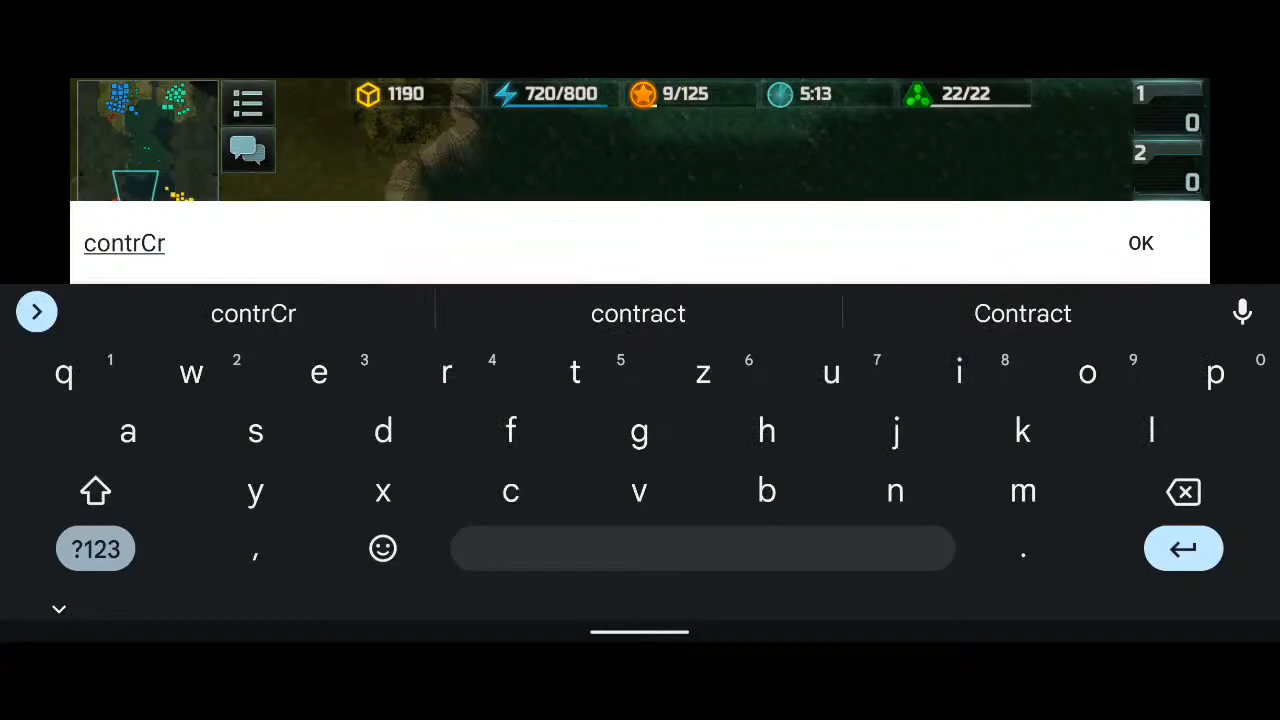 1190 720/800 9/125 5:13 22/22 1
0
2
0
contrCr OK
contrCr contract Contract
q 1 w 2 e 3 r 4 t 5 z 6 u 7 i 8 o 9 p 0
a s d f g h j k l
y x c v b n m
?123 , .